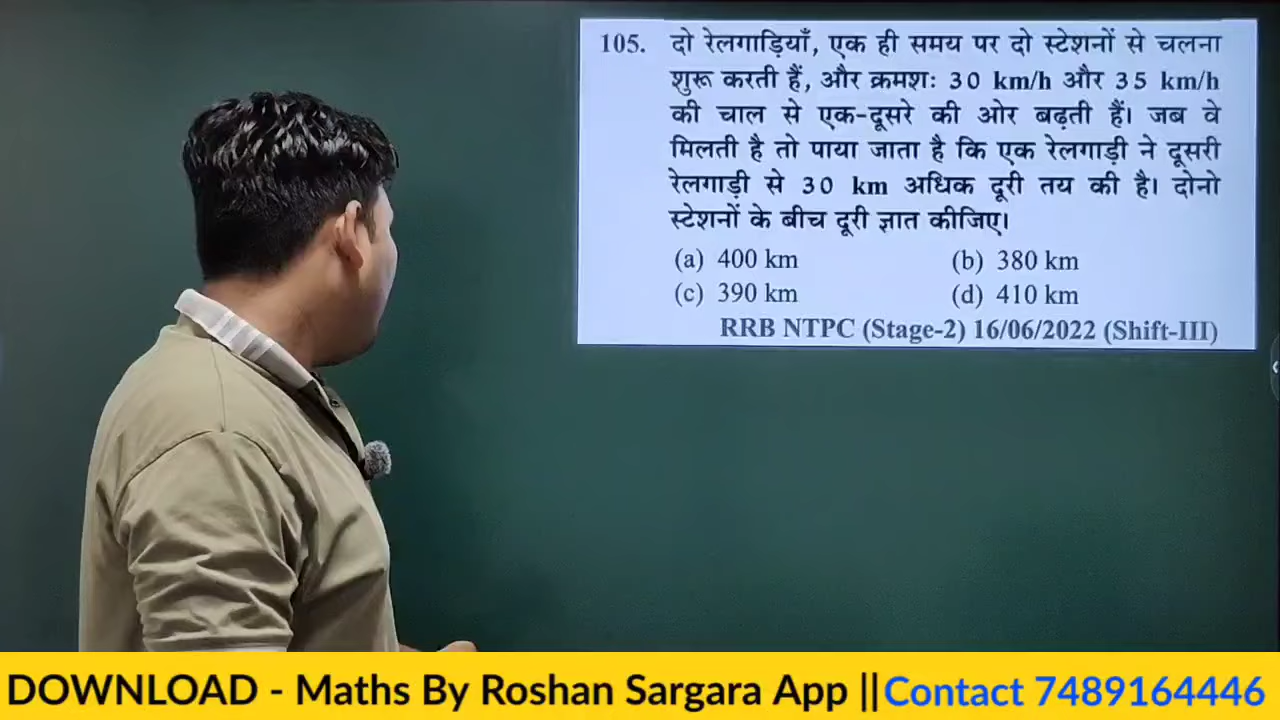 105. दो रेलगाड़ियाँ, एक ही समय पर दो स्टेशनों से चलना
शुरू करती हैं, और क्रमशः 30 km/h और 35 km/h
की चाल से एक-दूसरे की ओर बढ़ती हैं। जब वे
मिलती है तो पाया जाता है कि एक रेलगाड़ी ने दूसरी
रेलगाड़ी से 30 km अधिक दूरी तय की है। दोनो
स्टेशनों के बीच दूरी ज्ञात कीजिए।
(a) 400 km (b) 380 km
(c) 390 km (d) 410 km
RRB NTPC (Stage-2) 16/06/2022 (Shift-III)
DOWNLOAD - Maths By Roshan Sargara App || Contact 7489164446